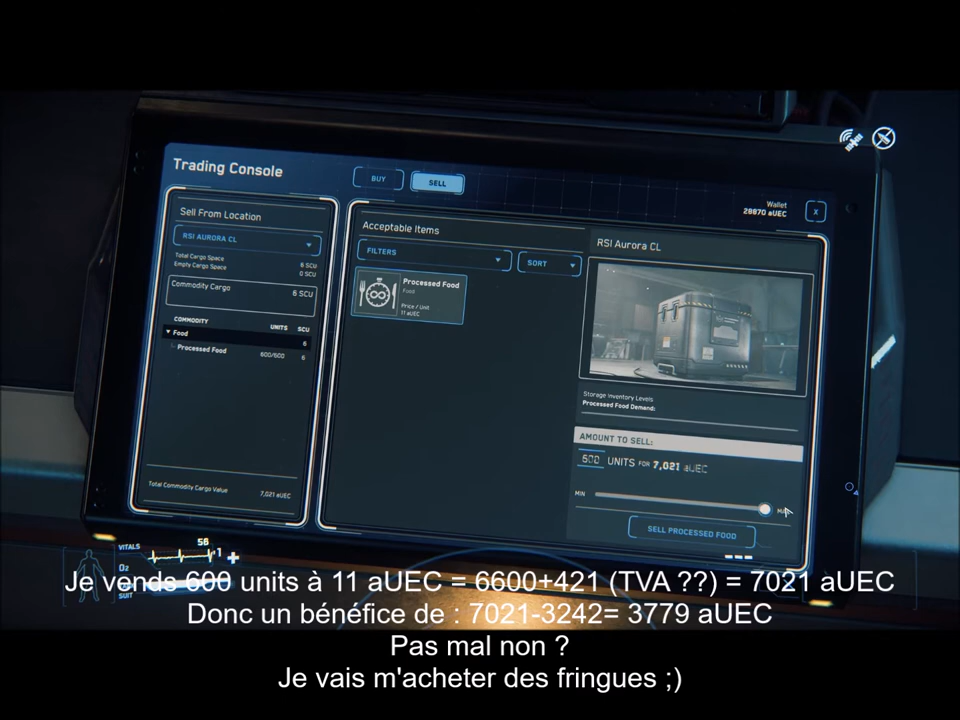 Trading Console
BUY
SELL
Wallet
28870 aUEC
X
Sell From Location
RSI AURORA CL
Total Cargo Space 6 SCU
Empty Cargo Space 0 SCU
Commodity Cargo 6 SCU
COMMODITY UNITS SCU
Food 6
Processed Food 600/600 6
Total Commodity Cargo Value 7,021 aUEC
Acceptable Items
FILTERS
SORT
Processed Food
Food
Price / Unit
11 aUEC
RSI Aurora CL
Storage Inventory Levels
Processed Food Demand:
AMOUNT TO SELL:
600 UNITS FOR 7,021 aUEC
MIN
SELL PROCESSED FOOD
VITALS
O2
SUIT
58
Je vends 600 units à 11 aUEC = 6600+421 (TVA ??) = 7021 aUEC
Donc un bénéfice de : 7021-3242= 3779 aUEC
Pas mal non ?
Je vais m'acheter des fringues ;)